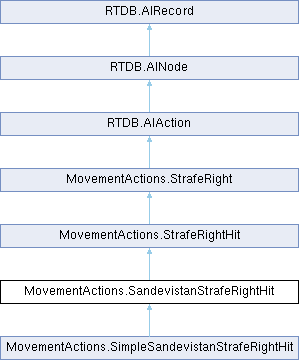 RTDB.AIRecord
RTDB.AINode
RTDB.AIAction
MovementActions.StrafeRight
MovementActions.StrafeRightHit
MovementActions.SandevistanStrafeRightHit
MovementActions.SimpleSandevistanStrafeRightHit